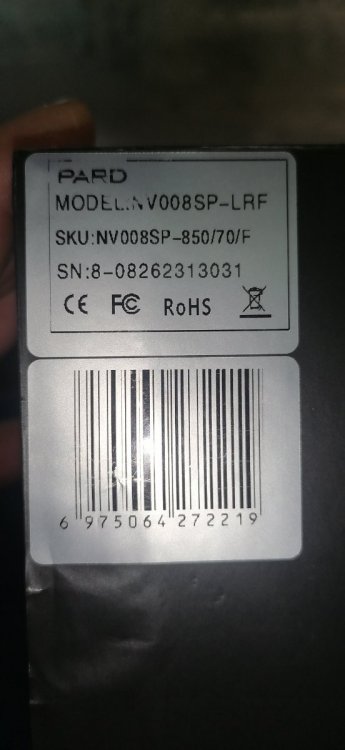 PARD
MODEL:NV008SP-LRF
SKU:NV008SP-850/70/F
SN:8-08262313031
CE FC RoHS
6 975064 272219